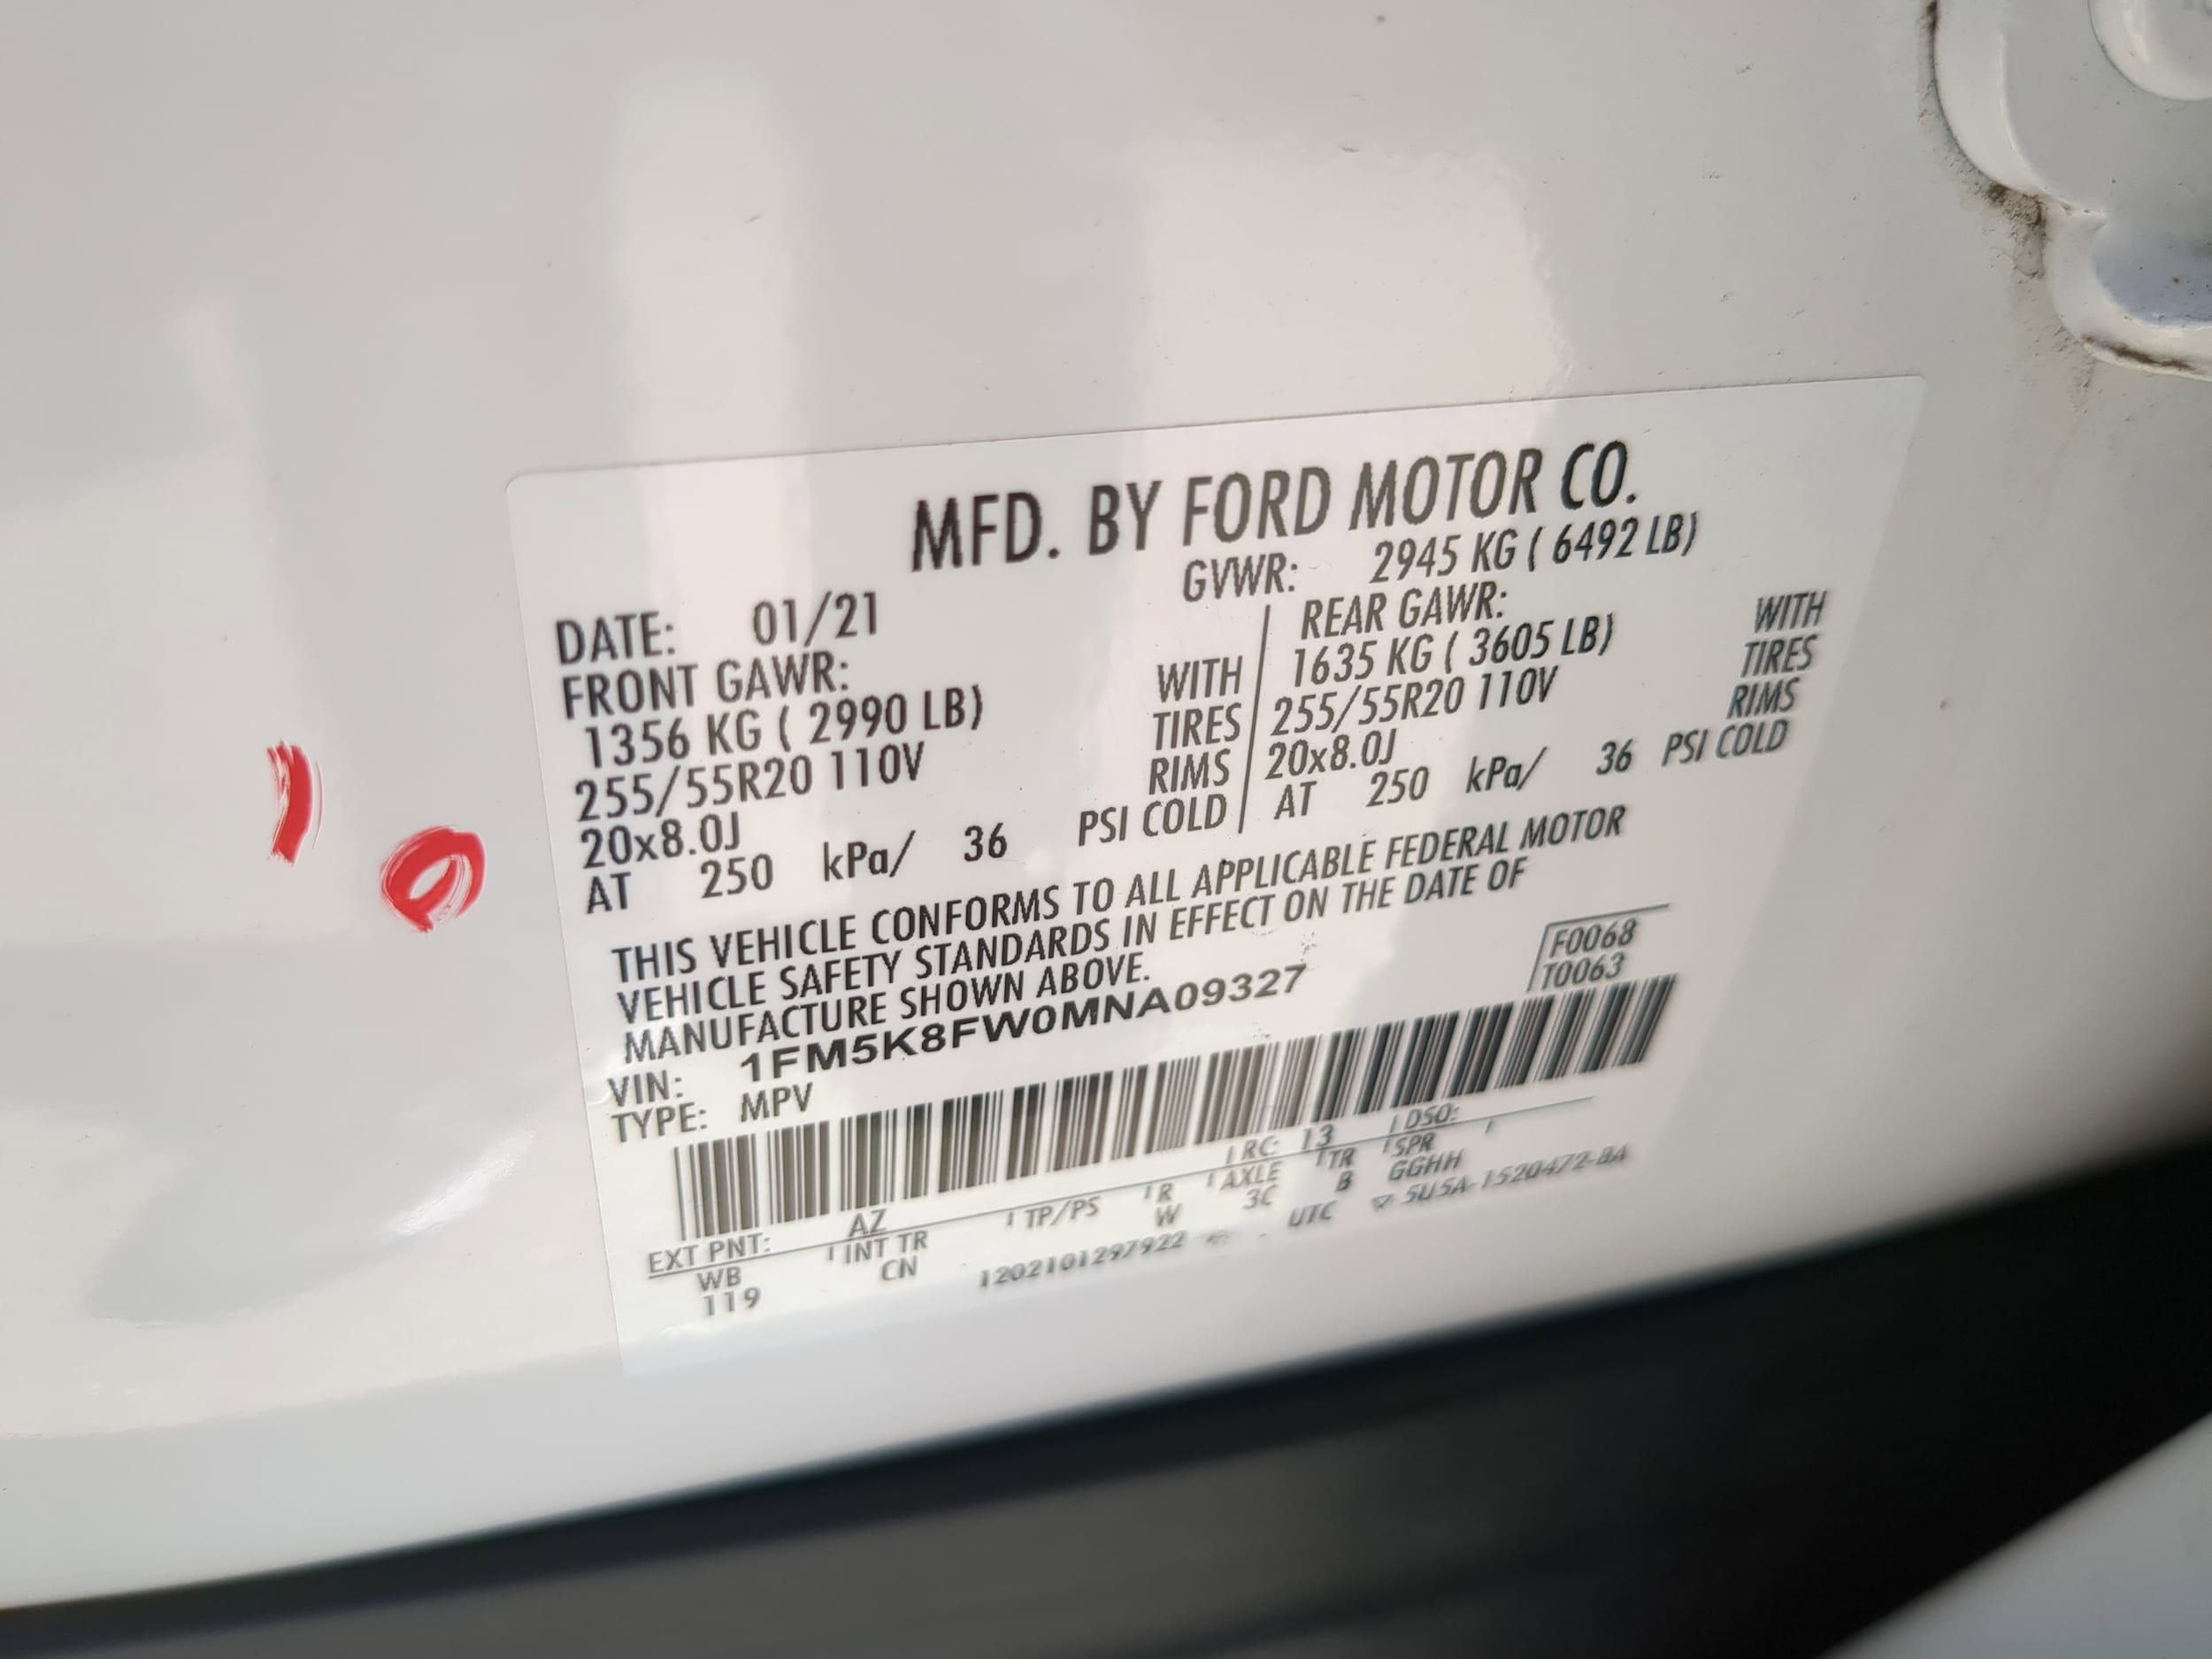 MFD. BY FORD MOTOR CO.
DATE: 01/21 GVWR: 2945 KG ( 6492 LB)
FRONT GAWR: WITH REAR GAWR: WITH
1356 KG ( 2990 LB) TIRES 1635 KG ( 3605 LB) TIRES
255/55R20 110V RIMS 255/55R20 110V RIMS
20x8.0J 20x8.0J
AT 250 kPa/ 36 PSI COLD AT 250 kPa/ 36 PSI COLD
THIS VEHICLE CONFORMS TO ALL APPLICABLE FEDERAL MOTOR
VEHICLE SAFETY STANDARDS IN EFFECT ON THE DATE OF
MANUFACTURE SHOWN ABOVE.
F0068
T0063
VIN: 1FM5K8FW0MNA09327
TYPE: MPV
EXT PNT: AZ RC: 13 DSO:
WB INT TR TP/PS R AXLE TR SPR
119 CN W 3C B GGHH
1202101297922 UTC 5U5A-1520472-BA